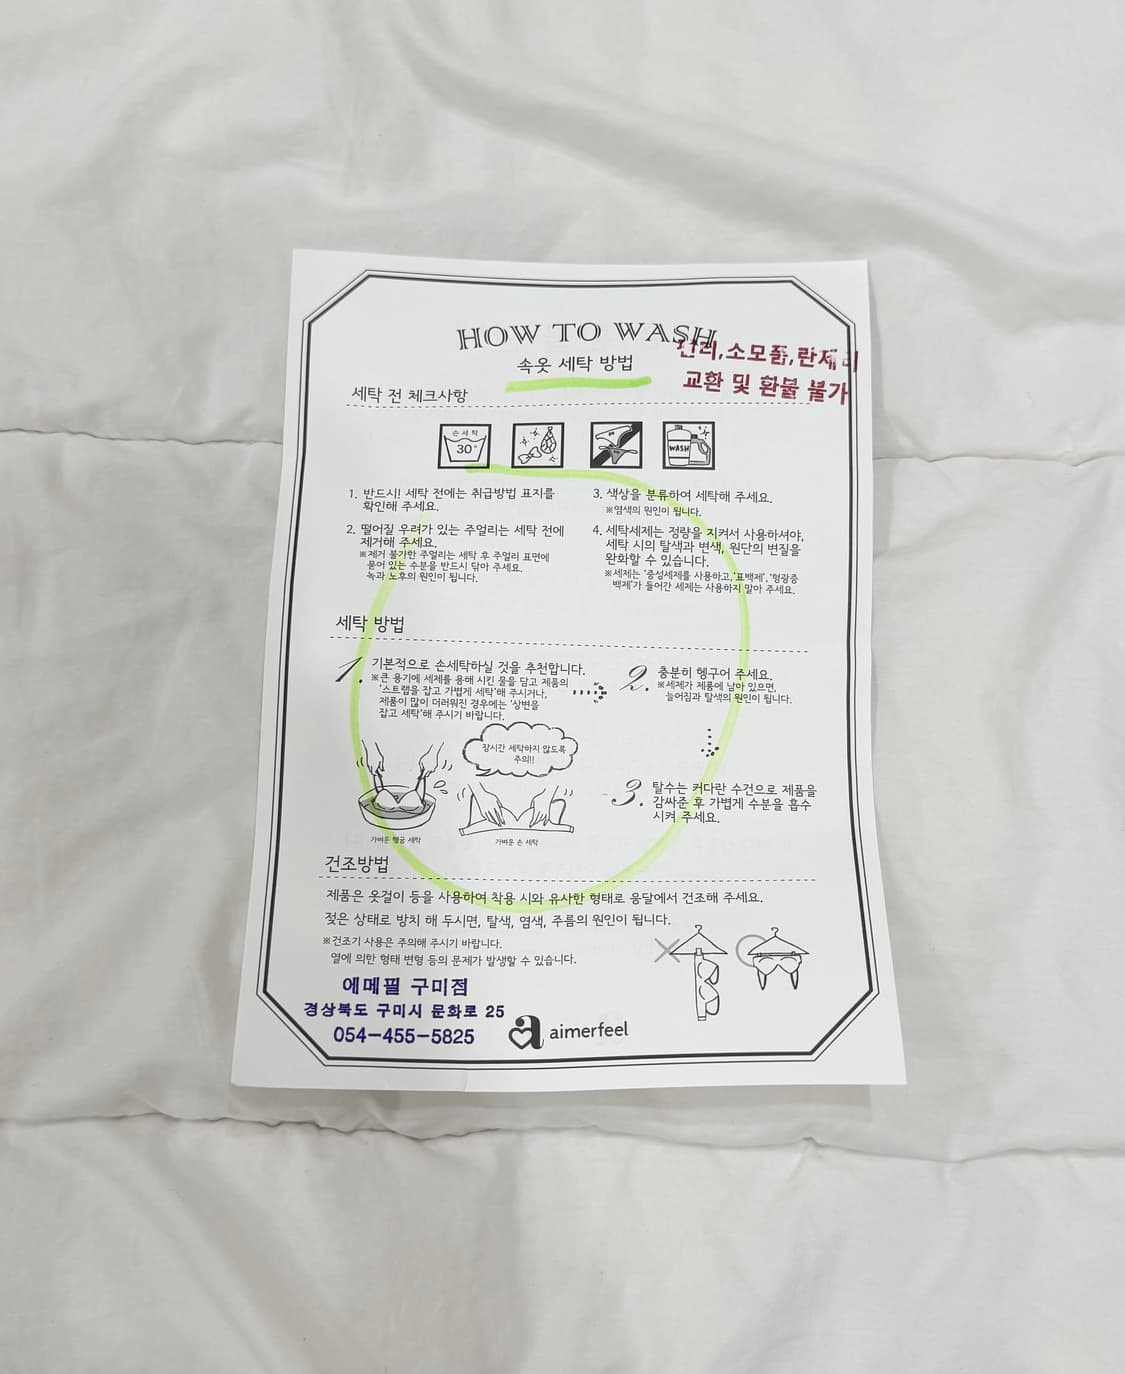 HOW TO WASH
속옷 세탁 방법
소모품,란제리
교환 및 환불 불가
세탁 전 체크사항
손세탁
30°
WASH
1. 반드시! 세탁 전에는 취급방법 표지를
확인해 주세요.
2. 떨어질 우려가 있는 주얼리는 세탁 전에
제거해 주세요.
※제거 불가한 주얼리는 세탁 후 주얼리 표면에
묻어 있는 수분을 반드시 닦아 주세요.
녹과 노후의 원인이 됩니다.
3. 색상을 분류하여 세탁해 주세요.
※염색의 원인이 됩니다.
4. 세탁세제는 정량을 지켜서 사용하셔야,
세탁 시의 탈색과 변색, 원단의 변질을
완화할 수 있습니다.
※세제는 '중성세제'를 사용하고, '표백제', '형광증
백제'가 들어간 세제는 사용하지 말아 주세요.
세탁 방법
1. 기본적으로 손세탁하실 것을 추천합니다.
※큰 용기에 세제를 용해 시킨 물을 담고 제품의
'스트랩을 잡고 가볍게 세탁'해 주시거나,
제품이 많이 더러워진 경우에는 '상변을
잡고 세탁'해 주시기 바랍니다.
장시간 세탁하지 않도록
주의!!
가벼운 헹굼 세탁
가벼운 손 세탁
2. 충분히 헹구어 주세요.
※세제가 제품에 남아 있으면,
늘어짐과 탈색의 원인이 됩니다.
3. 탈수는 커다란 수건으로 제품을
감싸준 후 가볍게 수분을 흡수
시켜 주세요.
건조방법
제품은 옷걸이 등을 사용하여 착용 시와 유사한 형태로 응달에서 건조해 주세요.
젖은 상태로 방치 해 두시면, 탈색, 염색, 주름의 원인이 됩니다.
※건조기 사용은 주의해 주시기 바랍니다.
열에 의한 형태 변형 등의 문제가 발생할 수 있습니다.
에메필 구미점
경상북도 구미시 문화로 25
054-455-5825
aimerfeel